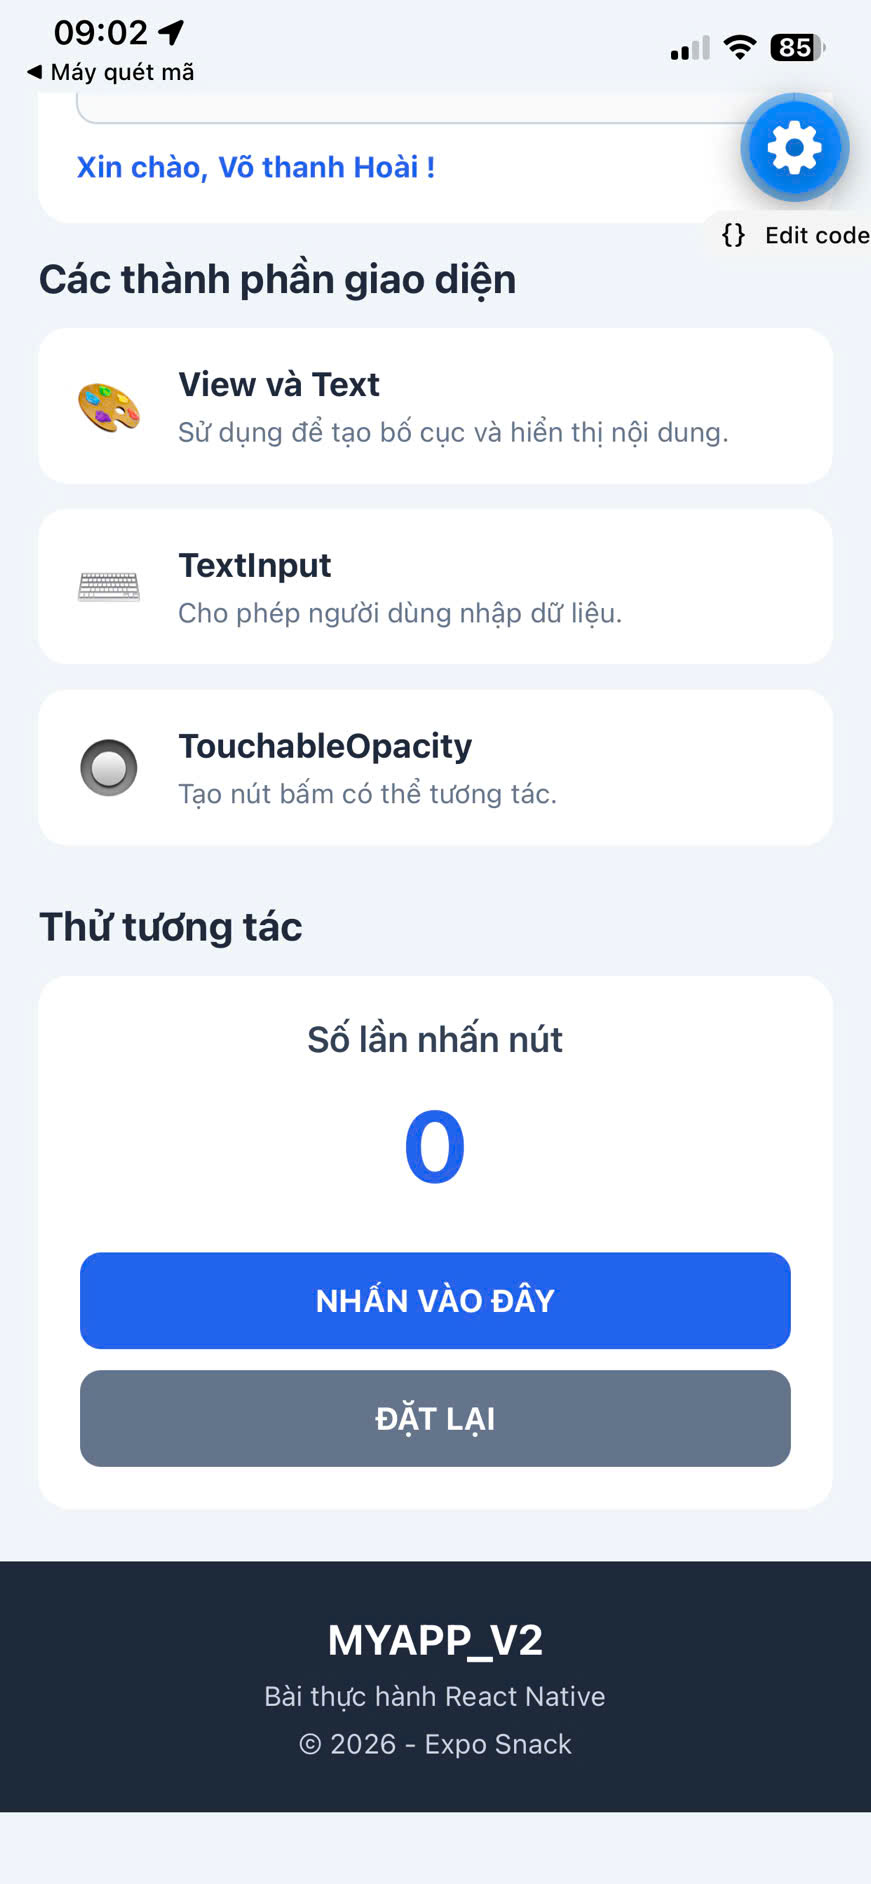 09:02
85
◀ Máy quét mã
Xin chào, Võ thanh Hoài !
{} Edit code
Các thành phần giao diện
View và Text
Sử dụng để tạo bố cục và hiển thị nội dung.
TextInput
Cho phép người dùng nhập dữ liệu.
TouchableOpacity
Tạo nút bấm có thể tương tác.
Thử tương tác
Số lần nhấn nút
0
NHẤN VÀO ĐÂY
ĐẶT LẠI
MYAPP_V2
Bài thực hành React Native
© 2026 - Expo Snack